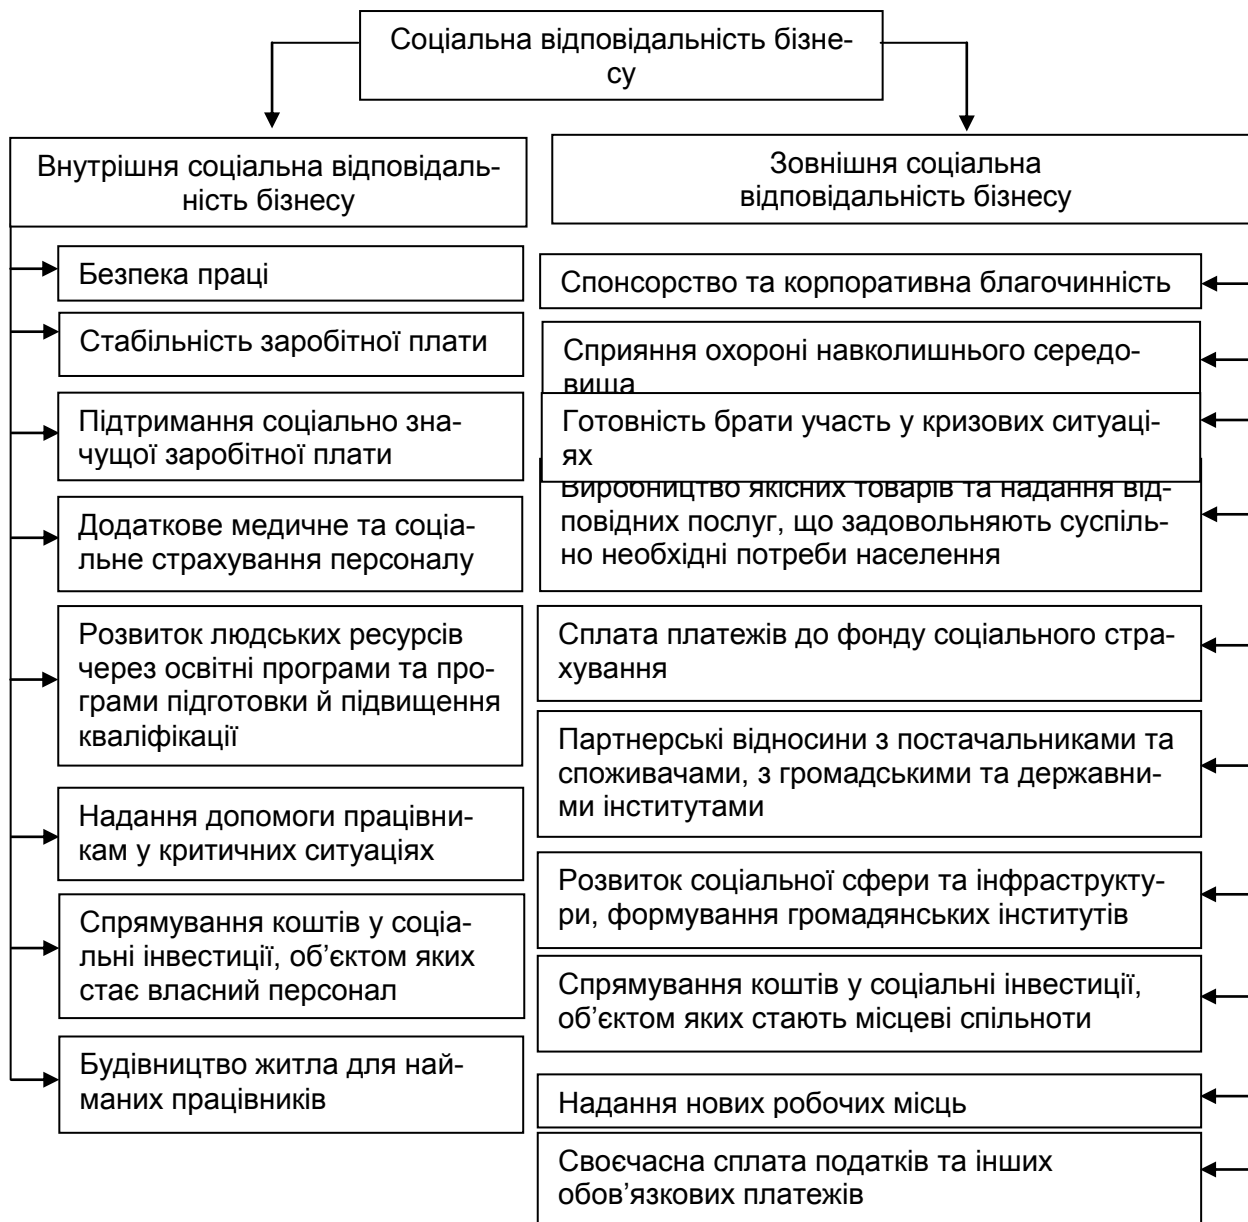 Соціальна відповідальність бізне-
су
Внутрішня соціальна відповідаль-
ність бізнесу
Безпека праці
Стабільність заробітної плати
Підтримання соціально зна-
чущої заробітної плати
Додаткове медичне та соціа-
льне страхування персоналу
Розвиток людських ресурсів
через освітні програми та про-
грами підготовки й підвищення
кваліфікації
Надання допомоги працівни-
кам у критичних ситуаціях
Спрямування коштів у соціа-
льні інвестиції, об’єктом яких
стає власний персонал
Будівництво житла для най-
маних працівників
Зовнішня соціальна
відповідальність бізнесу
Спонсорство та корпоративна благочинність
Сприяння охороні навколишнього середо-
вища
Готовність брати участь у кризових ситуаці-
ях
Виробництво якісних товарів та надання від-
повідних послуг, що задовольняють суспіль-
но необхідні потреби населення
Сплата платежів до фонду соціального стра-
хування
Партнерські відносини з постачальниками та
споживачами, з громадськими та державни-
ми інститутами
Розвиток соціальної сфери та інфраструкту-
ри, формування громадянських інститутів
Спрямування коштів у соціальні інвестиції,
об’єктом яких стають місцеві спільноти
Надання нових робочих місць
Своєчасна сплата податків та інших
обов’язкових платежів